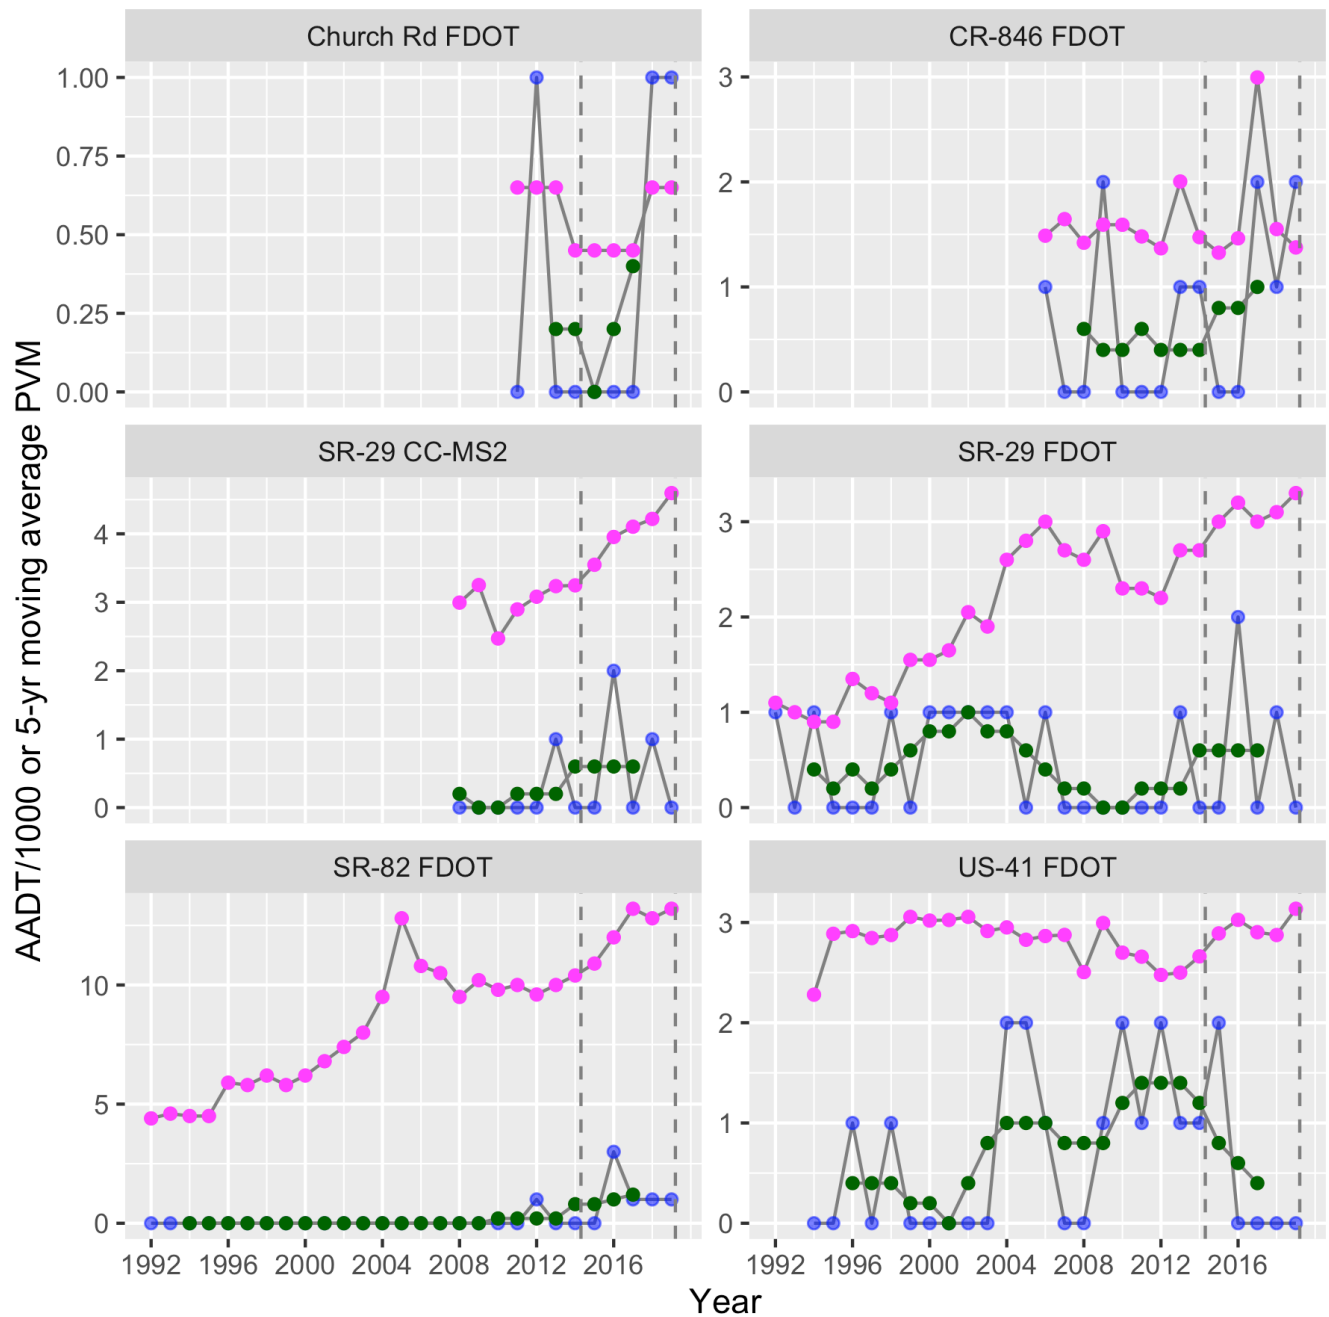 Church Rd FDOT
CR-846 FDOT
1.00
0.75
0.50
0.25
0.00
3
2
1
0
SR-29 CC-MS2
SR-29 FDOT
4
3
2
1
0
3
2
1
0
SR-82 FDOT
US-41 FDOT
10
5
0
3
2
1
0
1992 1996 2000 2004 2008 2012 2016
1992 1996 2000 2004 2008 2012 2016
Year
AADT/1000 or 5-yr moving average PVM